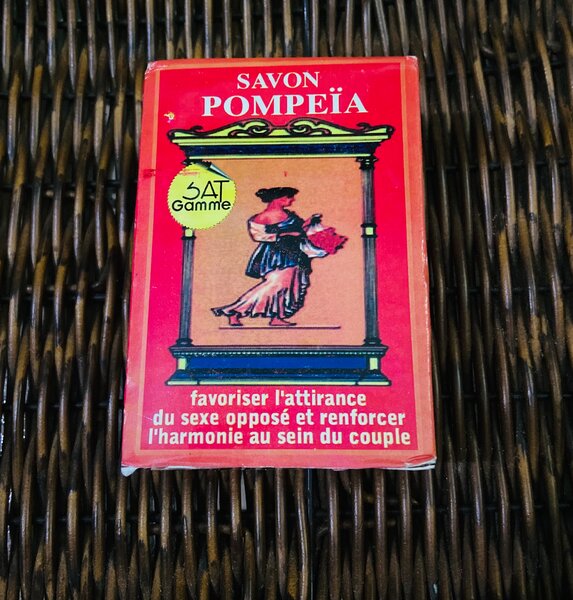 SAVON
POMPEÏA
SAT
Gamme
favoriser l'attirance
du sexe opposé et renforcer
l'harmonie au sein du couple